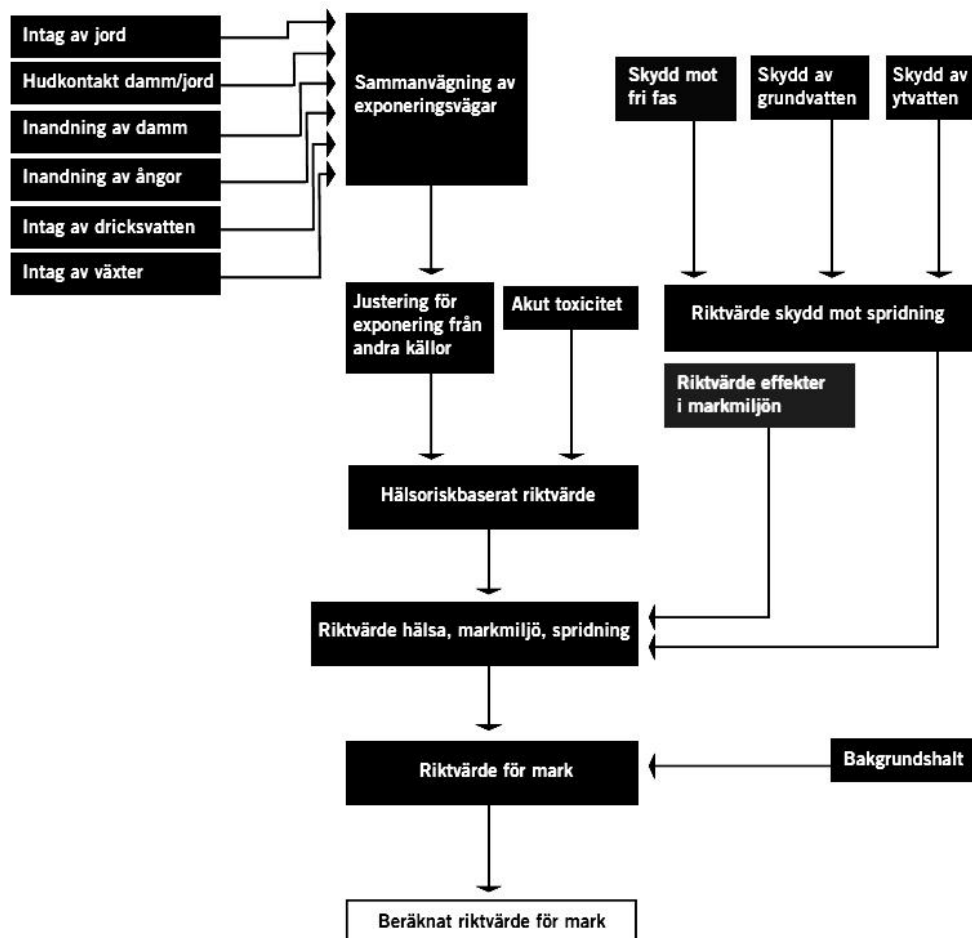 Intag av jord
Hudkontakt damm/jord
Inandning av damm
Inandning av ångor
Intag av dricksvatten
Intag av växter
Sammanvägning av
exponeringsvägar
Skydd mot
fri fas
Skydd av
grundvatten
Skydd av
ytvatten
Justering för
exponering från
andra källor
Akut toxicitet
Riktvärde skydd mot spridning
Riktvärde effekter
i markmiljön
Hälsoriskbaserat riktvärde
Riktvärde hälsa, markmiljö, spridning
Riktvärde för mark
Bakgrundshalt
Beräknat riktvärde för mark